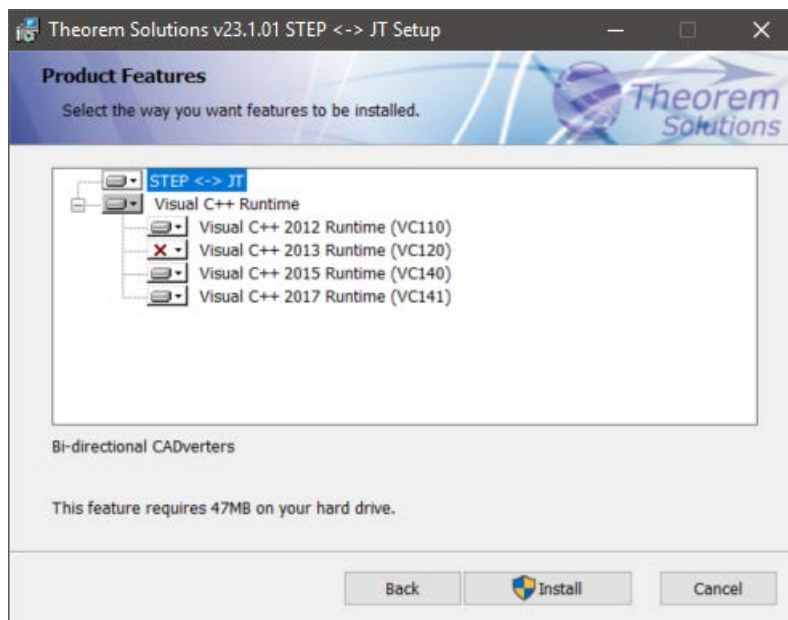 Theorem Solutions v23.1.01 STEP <-> JT Setup
Product Features
Select the way you want features to be installed.
Theorem
Solutions
STEP <-> JT
Visual C++ Runtime
Visual C++ 2012 Runtime (VC110)
Visual C++ 2013 Runtime (VC120)
Visual C++ 2015 Runtime (VC140)
Visual C++ 2017 Runtime (VC141)
Bi-directional CADverters
This feature requires 47MB on your hard drive.
Back
Install
Cancel